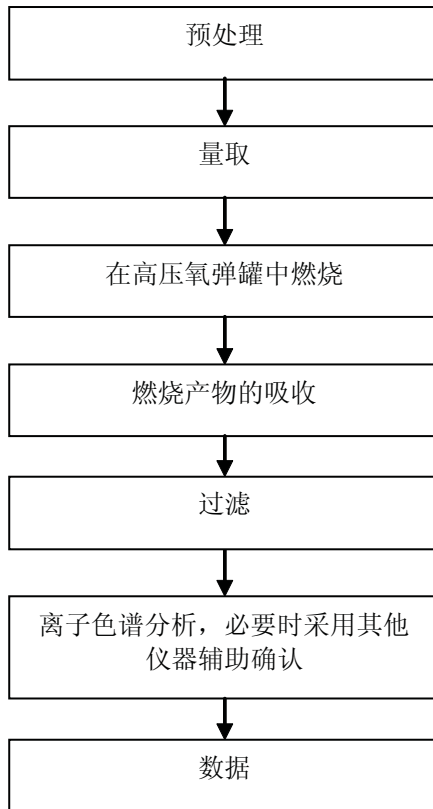 预处理
量取
在高压氧弹罐中燃烧
燃烧产物的吸收
过滤
离子色谱分析，必要时采用其他
仪器辅助确认
数据